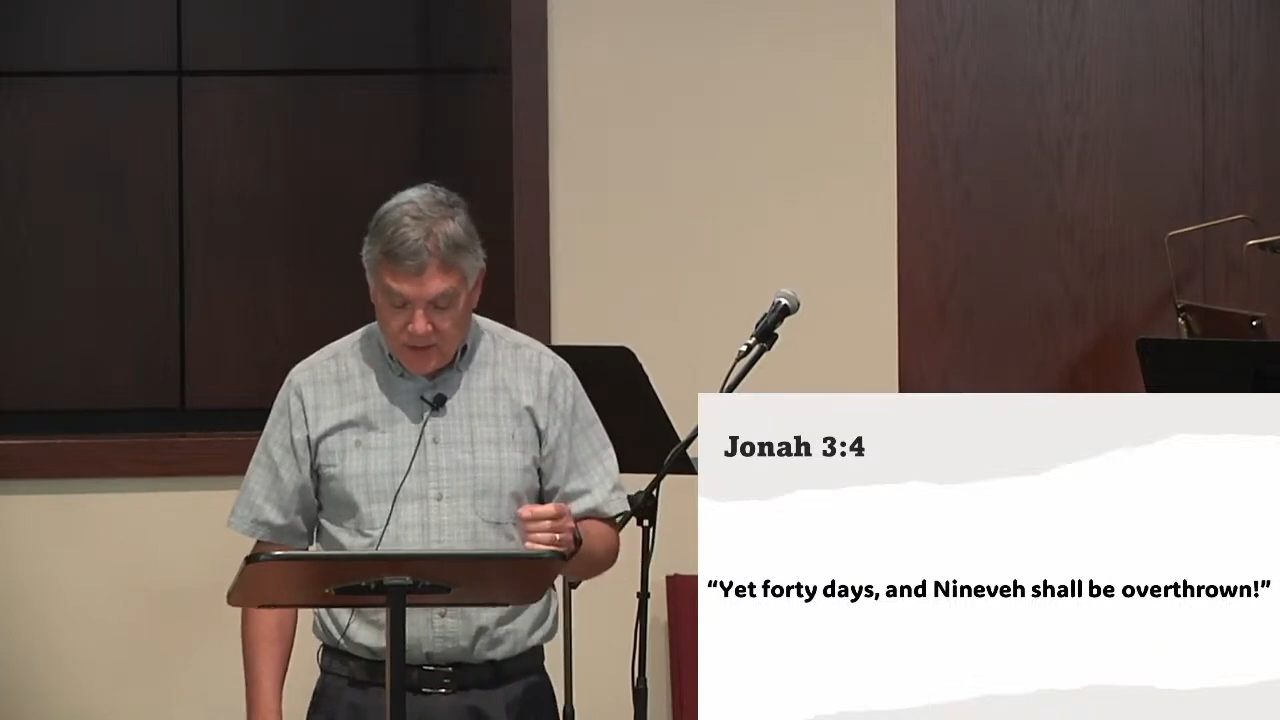 Jonah 3:4
“Yet forty days, and Nineveh shall be overthrown!”